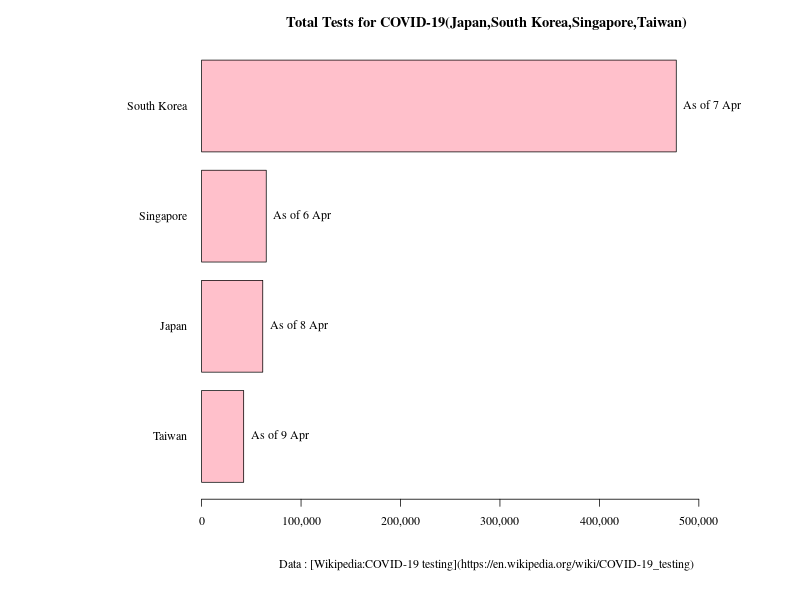 Total Tests for COVID-19(Japan,South Korea,Singapore,Taiwan)
South Korea
As of 7 Apr
Singapore
As of 6 Apr
Japan
As of 8 Apr
Taiwan
As of 9 Apr
0 100,000 200,000 300,000 400,000 500,000
Data : [Wikipedia:COVID-19 testing](https://en.wikipedia.org/wiki/COVID-19_testing)